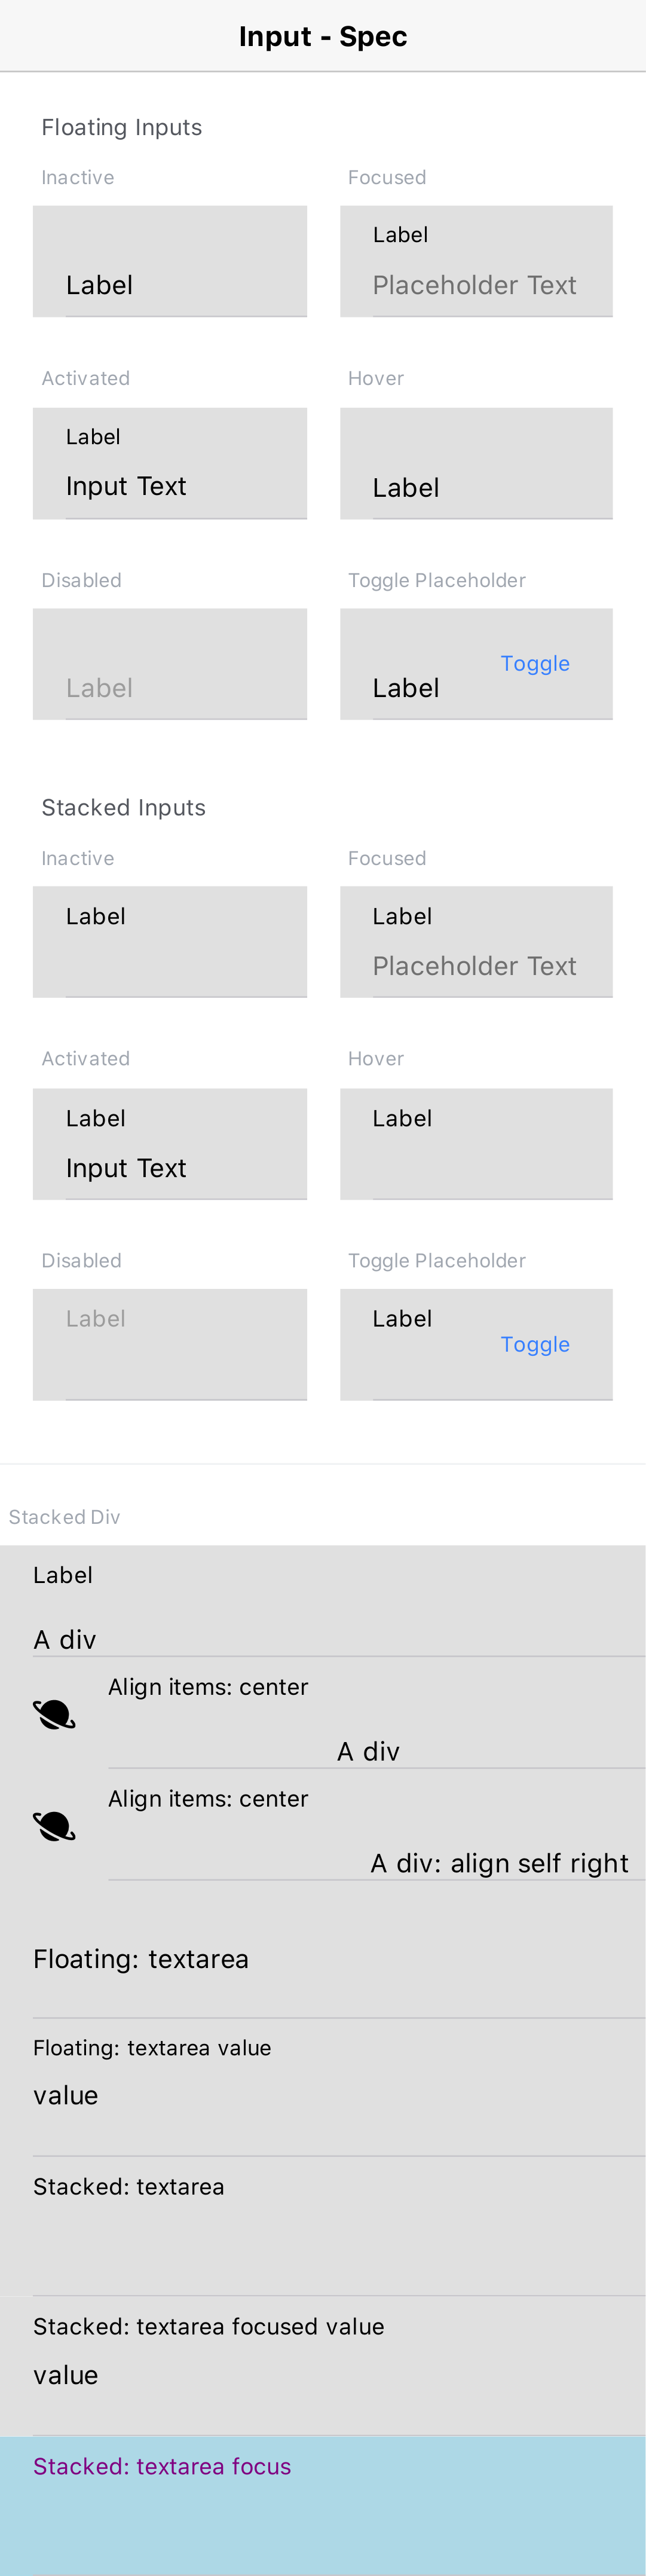 Input - Spec
Floating Inputs
Inactive
Focused
Label
Label
Placeholder Text
Activated
Hover
Label
Input Text
Label
Disabled
Toggle Placeholder
Label
Label
Toggle
Stacked Inputs
Inactive
Focused
Label
Label
Placeholder Text
Activated
Hover
Label
Input Text
Label
Disabled
Toggle Placeholder
Label
Label
Toggle
Stacked Div
Label
A div
Align items: center
A div
Align items: center
A div: align self right
Floating: textarea
Floating: textarea value
value
Stacked: textarea
Stacked: textarea focused value
value
Stacked: textarea focus